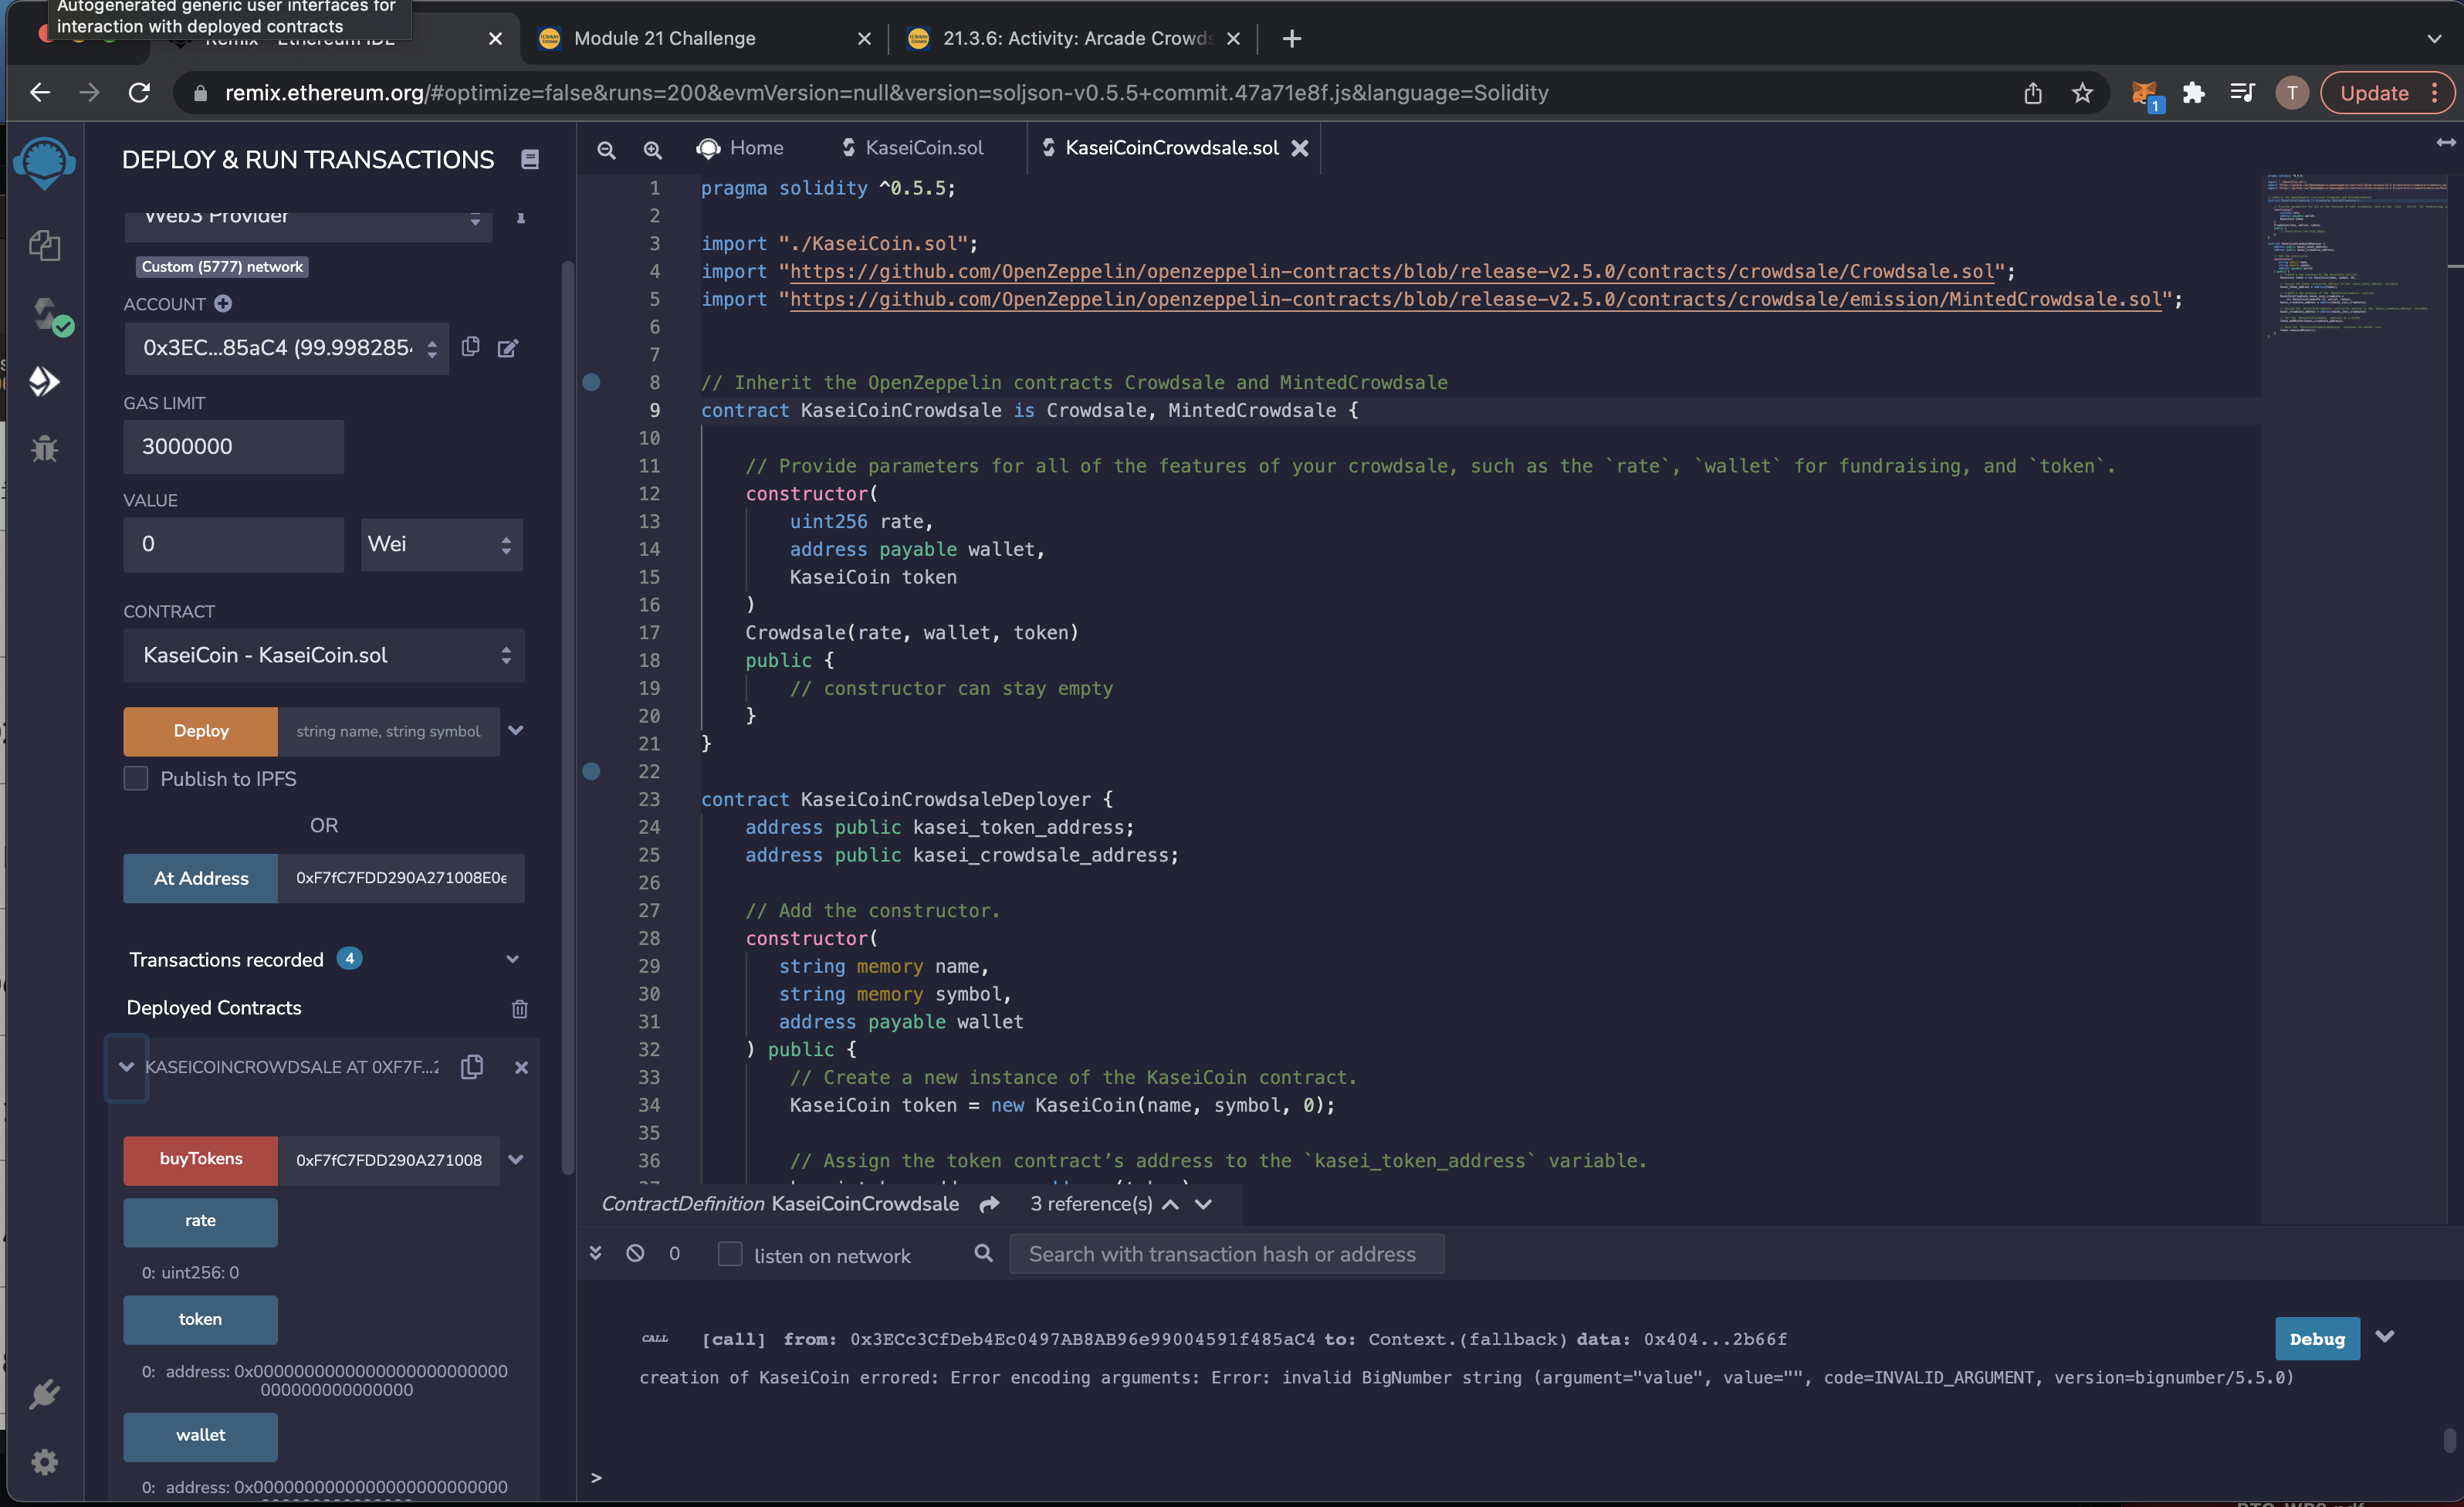 Autogenerated generic user interfaces for
interaction with deployed contracts
Remix - Ethereum IDE
Module 21 Challenge
21.3.6: Activity: Arcade Crowds
remix.ethereum.org/#optimize=false&runs=200&evmVersion=null&version=soljson-v0.5.5+commit.47a71e8f.js&language=Solidity
1
T
Update
DEPLOY & RUN TRANSACTIONS
Home
KaseiCoin.sol
KaseiCoinCrowdsale.sol
Web3 Provider
Custom (5777) network
ACCOUNT
0x3EC...85aC4 (99.998285
GAS LIMIT
3000000
VALUE
0
Wei
CONTRACT
KaseiCoin - KaseiCoin.sol
Deploy
string name, string symbol
Publish to IPFS
OR
At Address
0xF7fC7FDD290A271008E0e
Transactions recorded 4
Deployed Contracts
KASEICOINCROWDSALE AT 0XF7F...
buyTokens
0xF7fC7FDD290A271008
rate
0: uint256: 0
token
0: address: 0x0000000000000000000000000
000000000000000
wallet
0: address: 0x0000000000000000000000000
1 pragma solidity ^0.5.5;
2
3 import "./KaseiCoin.sol";
4 import "https://github.com/OpenZeppelin/openzeppelin-contracts/blob/release-v2.5.0/contracts/crowdsale/Crowdsale.sol";
5 import "https://github.com/OpenZeppelin/openzeppelin-contracts/blob/release-v2.5.0/contracts/crowdsale/emission/MintedCrowdsale.sol";
6
7
8 // Inherit the OpenZeppelin contracts Crowdsale and MintedCrowdsale
9 contract KaseiCoinCrowdsale is Crowdsale, MintedCrowdsale {
10
11 // Provide parameters for all of the features of your crowdsale, such as the `rate`, `wallet` for fundraising, and `token`.
12 constructor(
13 uint256 rate,
14 address payable wallet,
15 KaseiCoin token
16 )
17 Crowdsale(rate, wallet, token)
18 public {
19 // constructor can stay empty
20 }
21 }
22
23 contract KaseiCoinCrowdsaleDeployer {
24 address public kasei_token_address;
25 address public kasei_crowdsale_address;
26
27 // Add the constructor.
28 constructor(
29 string memory name,
30 string memory symbol,
31 address payable wallet
32 ) public {
33 // Create a new instance of the KaseiCoin contract.
34 KaseiCoin token = new KaseiCoin(name, symbol, 0);
35
36 // Assign the token contract’s address to the `kasei_token_address` variable.
ContractDefinition KaseiCoinCrowdsale
3 reference(s)
0
listen on network
Search with transaction hash or address
CALL [call] from: 0x3ECc3CfDeb4Ec0497AB8AB96e99004591f485aC4 to: Context.(fallback) data: 0x404...2b66f
Debug
creation of KaseiCoin errored: Error encoding arguments: Error: invalid BigNumber string (argument="value", value="", code=INVALID_ARGUMENT, version=bignumber/5.5.0)
>